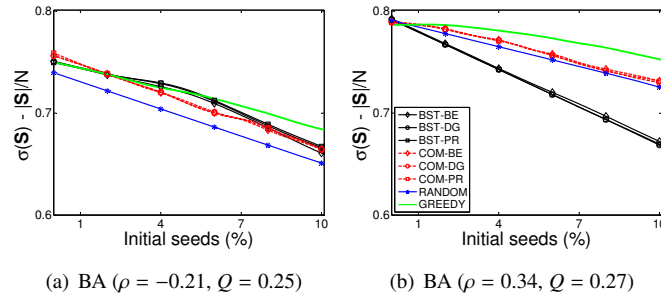 0.8
0.7
0.6
σ(S) - |S|/N
1 4 7 10
Initial seeds (%)
(a) BA (ρ = −0.21, Q = 0.25)
0.8
0.7
0.6
σ(S) - |S|/N
BST-BE
BST-DG
BST-PR
COM-BE
COM-DG
COM-PR
RANDOM
GREEDY
1 4 7 10
Initial seeds (%)
(b) BA (ρ = 0.34, Q = 0.27)